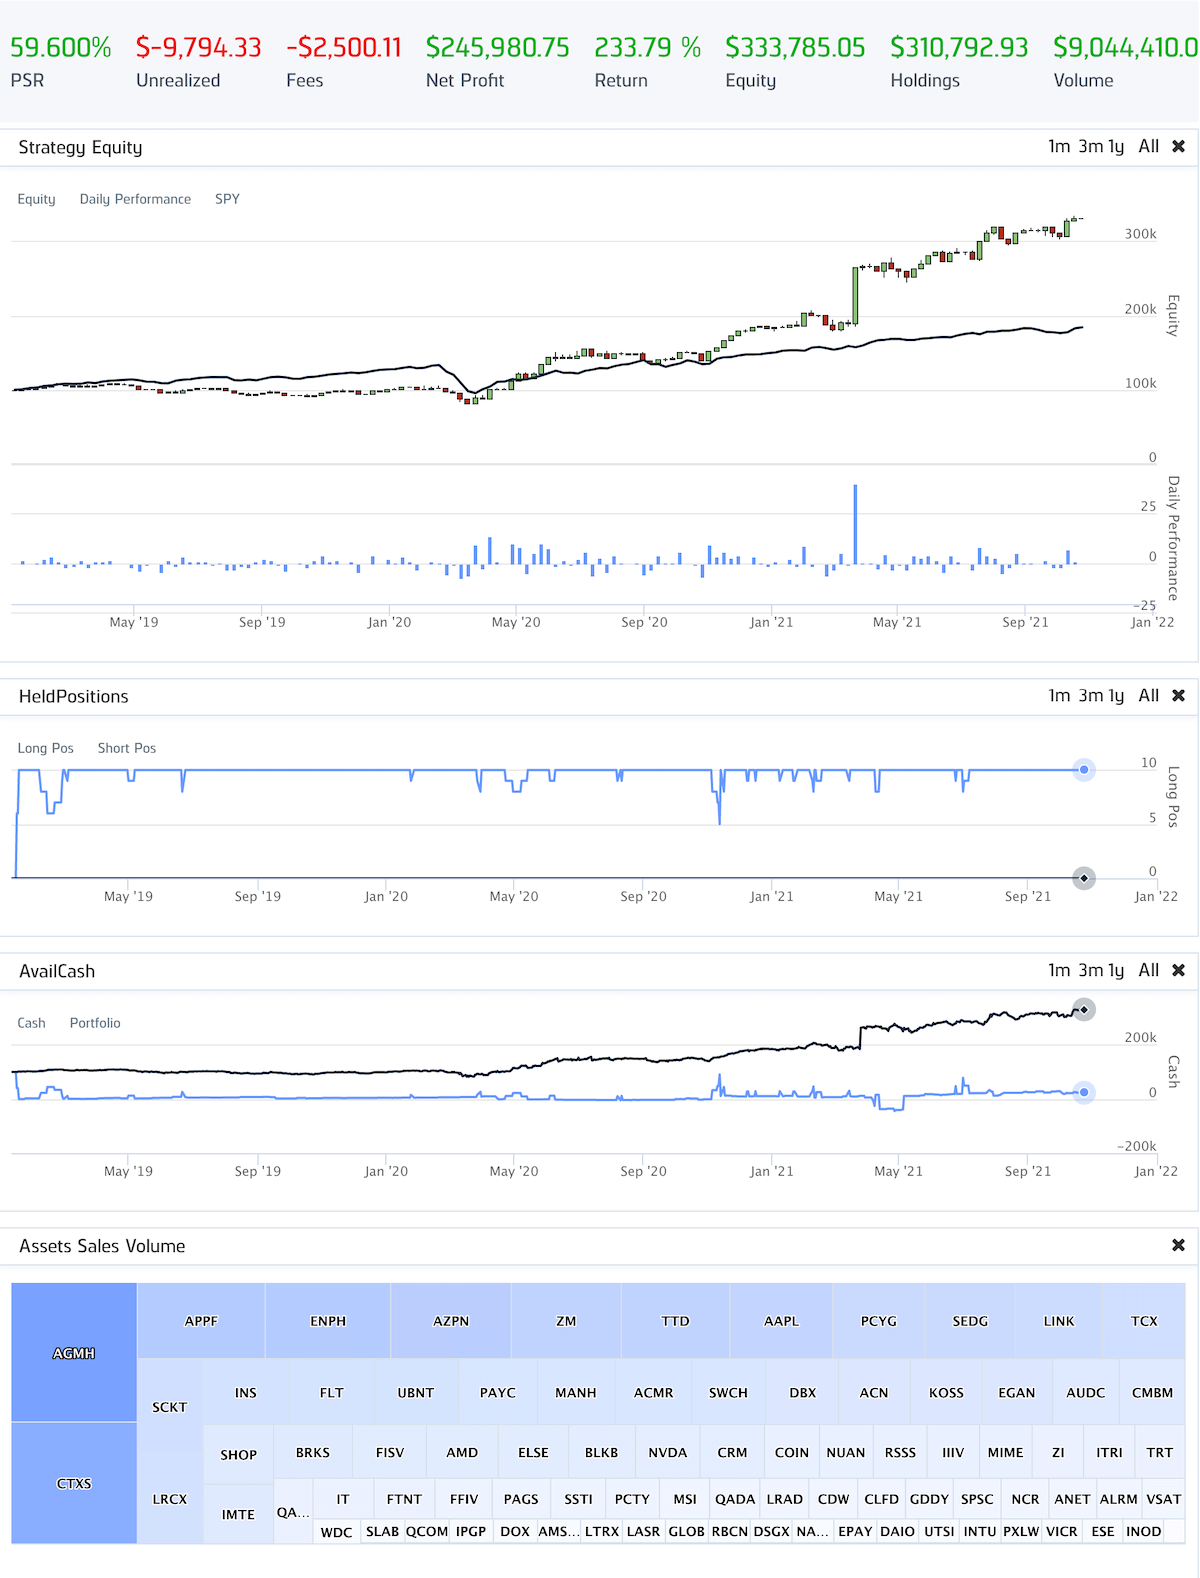 59.600% $-9,794.33 -$2,500.11 $245,980.75 233.79 % $333,785.05 $310,792.93 $9,044,410.0
PSR Unrealized Fees Net Profit Return Equity Holdings Volume
Strategy Equity 1m 3m 1y All ✖
Equity Daily Performance SPY
300k
200k
100k
0
Equity
25
0
-25
Daily Performance
May '19 Sep '19 Jan '20 May '20 Sep '20 Jan '21 May '21 Sep '21 Jan '22
HeldPositions 1m 3m 1y All ✖
Long Pos Short Pos
10
5
0
Long Pos
May '19 Sep '19 Jan '20 May '20 Sep '20 Jan '21 May '21 Sep '21 Jan '22
AvailCash 1m 3m 1y All ✖
Cash Portfolio
200k
0
-200k
Cash
May '19 Sep '19 Jan '20 May '20 Sep '20 Jan '21 May '21 Sep '21 Jan '22
Assets Sales Volume ✖
AGMH
CTXS
APPF ENPH AZPN ZM TTD AAPL PCYG SEDG LINK TCX
SCKT
LRCX
INS FLT UBNT PAYC MANH ACMR SWCH DBX ACN KOSS EGAN AUDC CMBM
SHOP
IMTE
BRKS FISV AMD ELSE BLKB NVDA CRM COIN NUAN RSSS IIIV MIME ZI ITRI TRT
QA...
IT FTNT FFIV PAGS SSTI PCTY MSI QADA LRAD CDW CLFD GDDY SPSC NCR ANET ALRM VSAT
WDC SLAB QCOM IPGP DOX AMS... LTRX LASR GLOB RBCN DSGX NA... EPAY DAIO UTSI INTU PXLW VICR ESE INOD